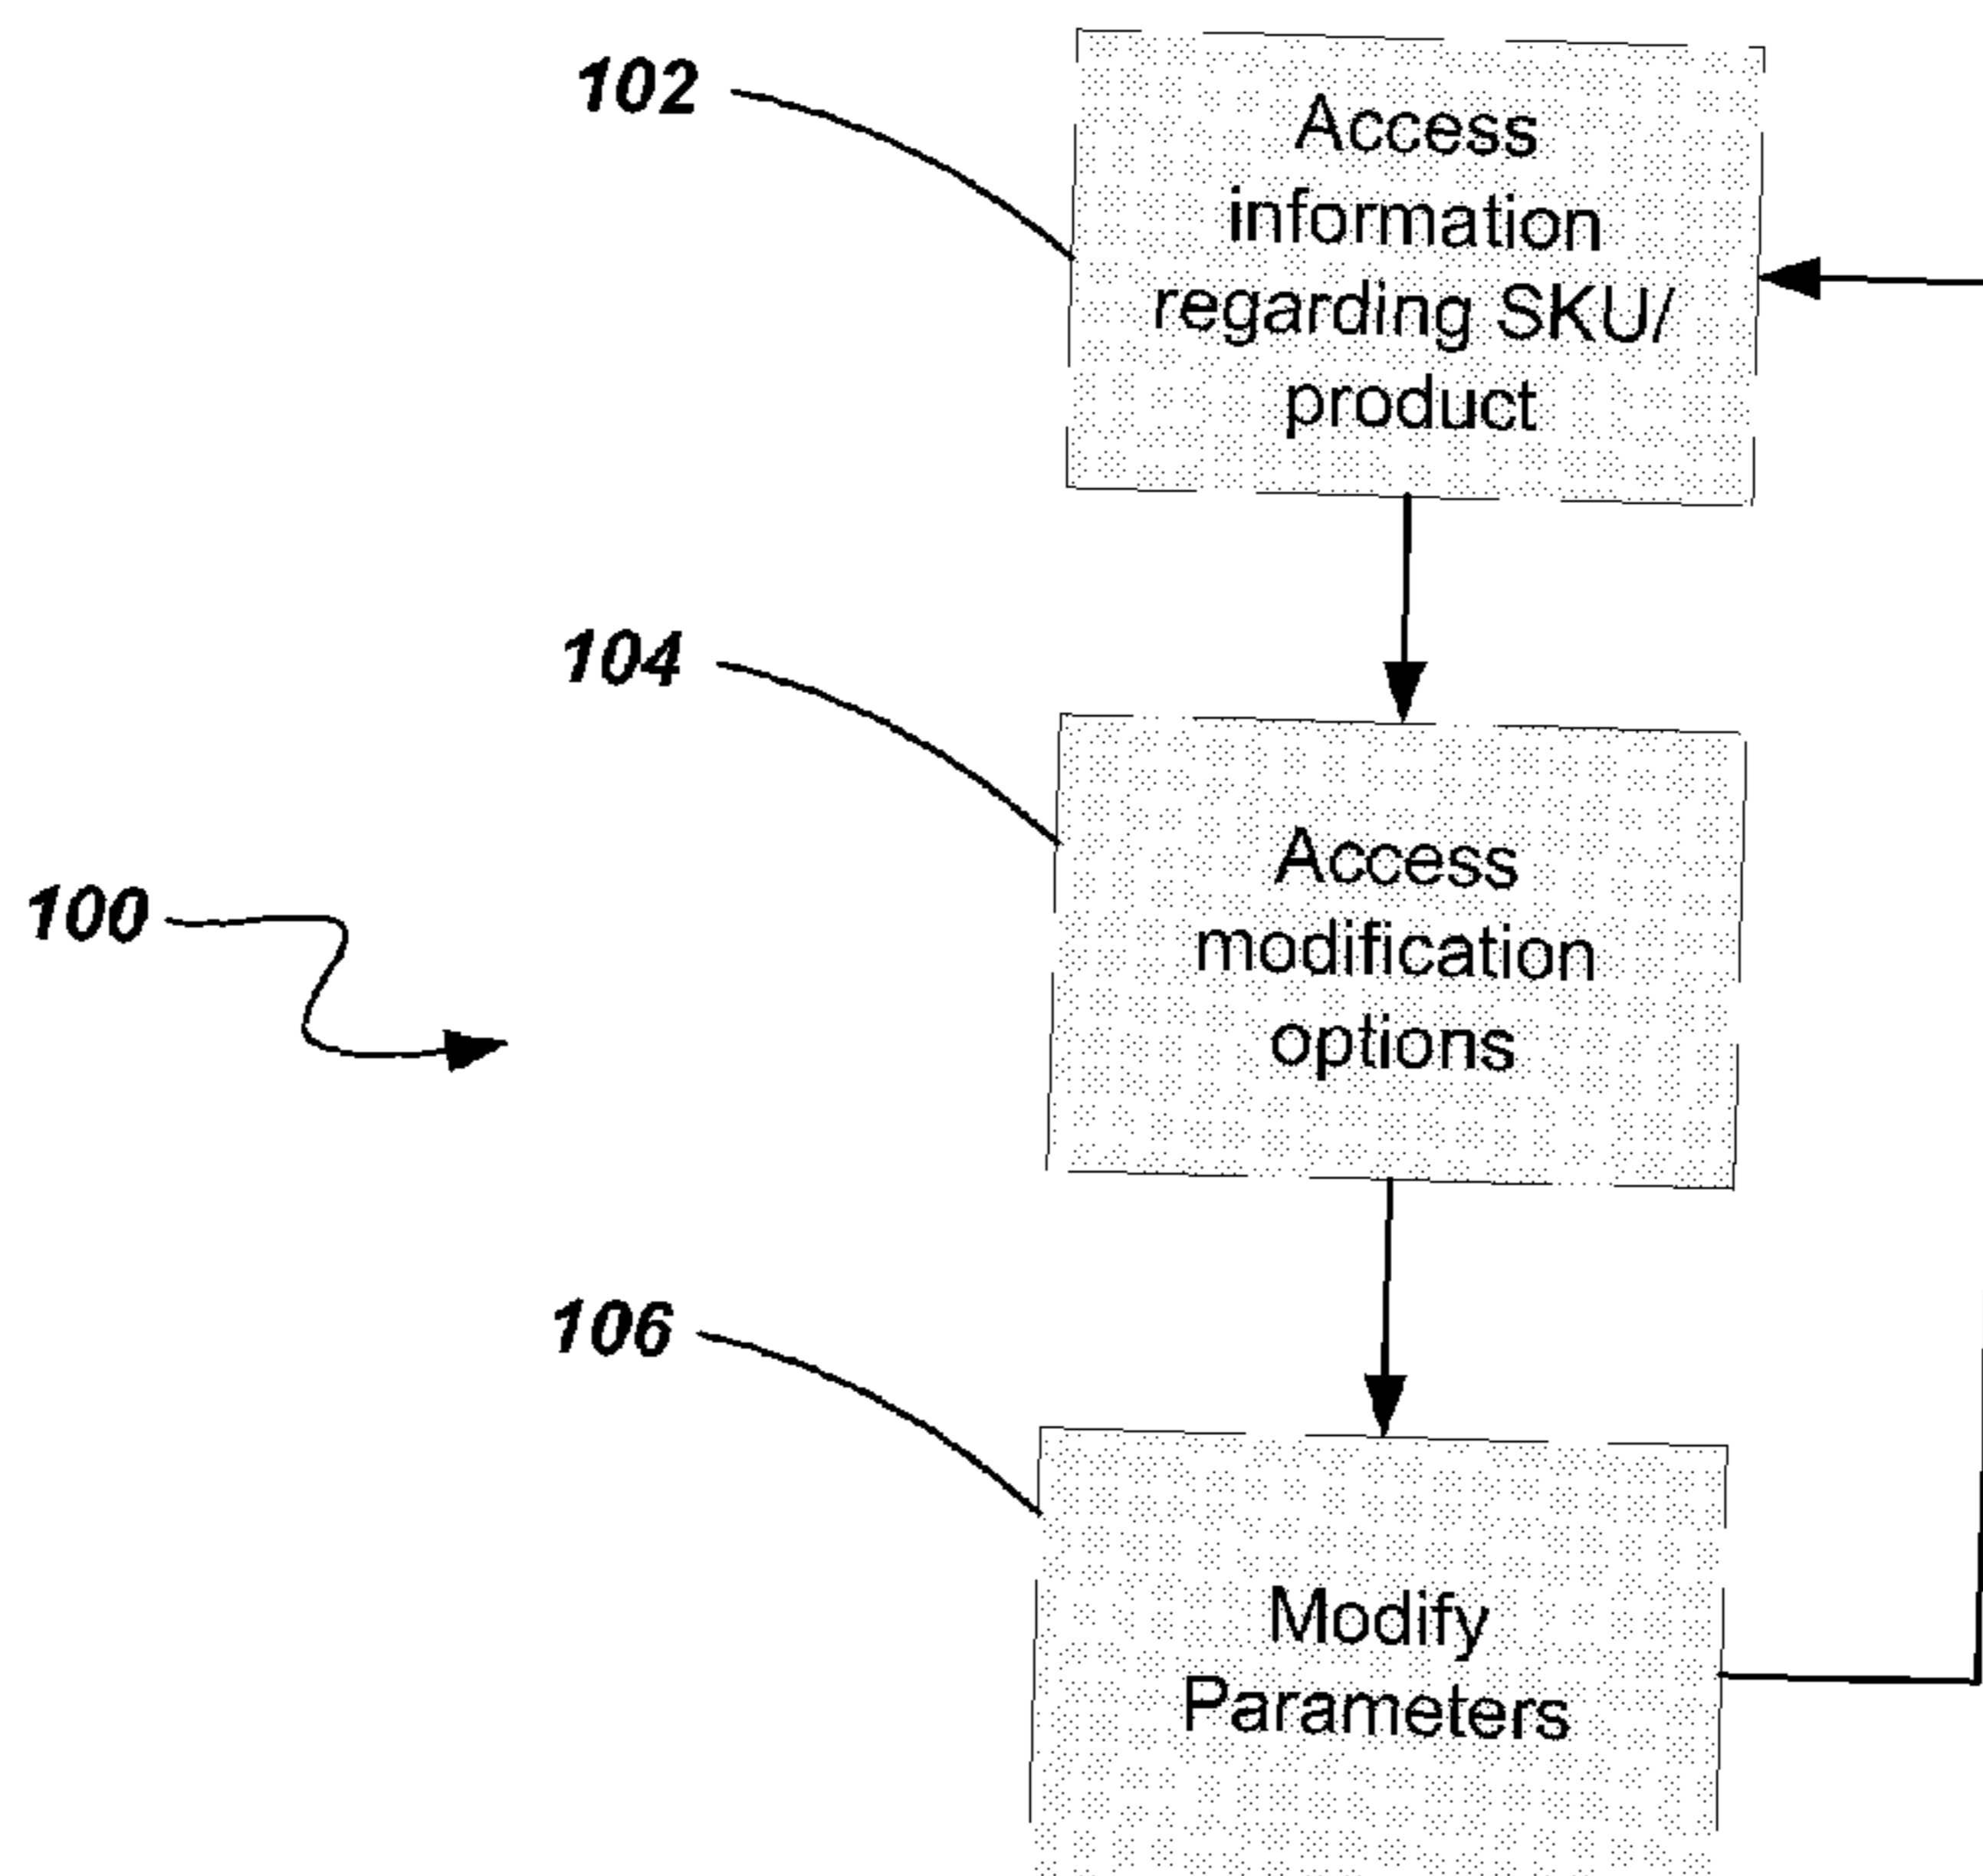 102
Access
information
regarding SKU/
product
104
Access
modification
options
100
106
Modify
Parameters